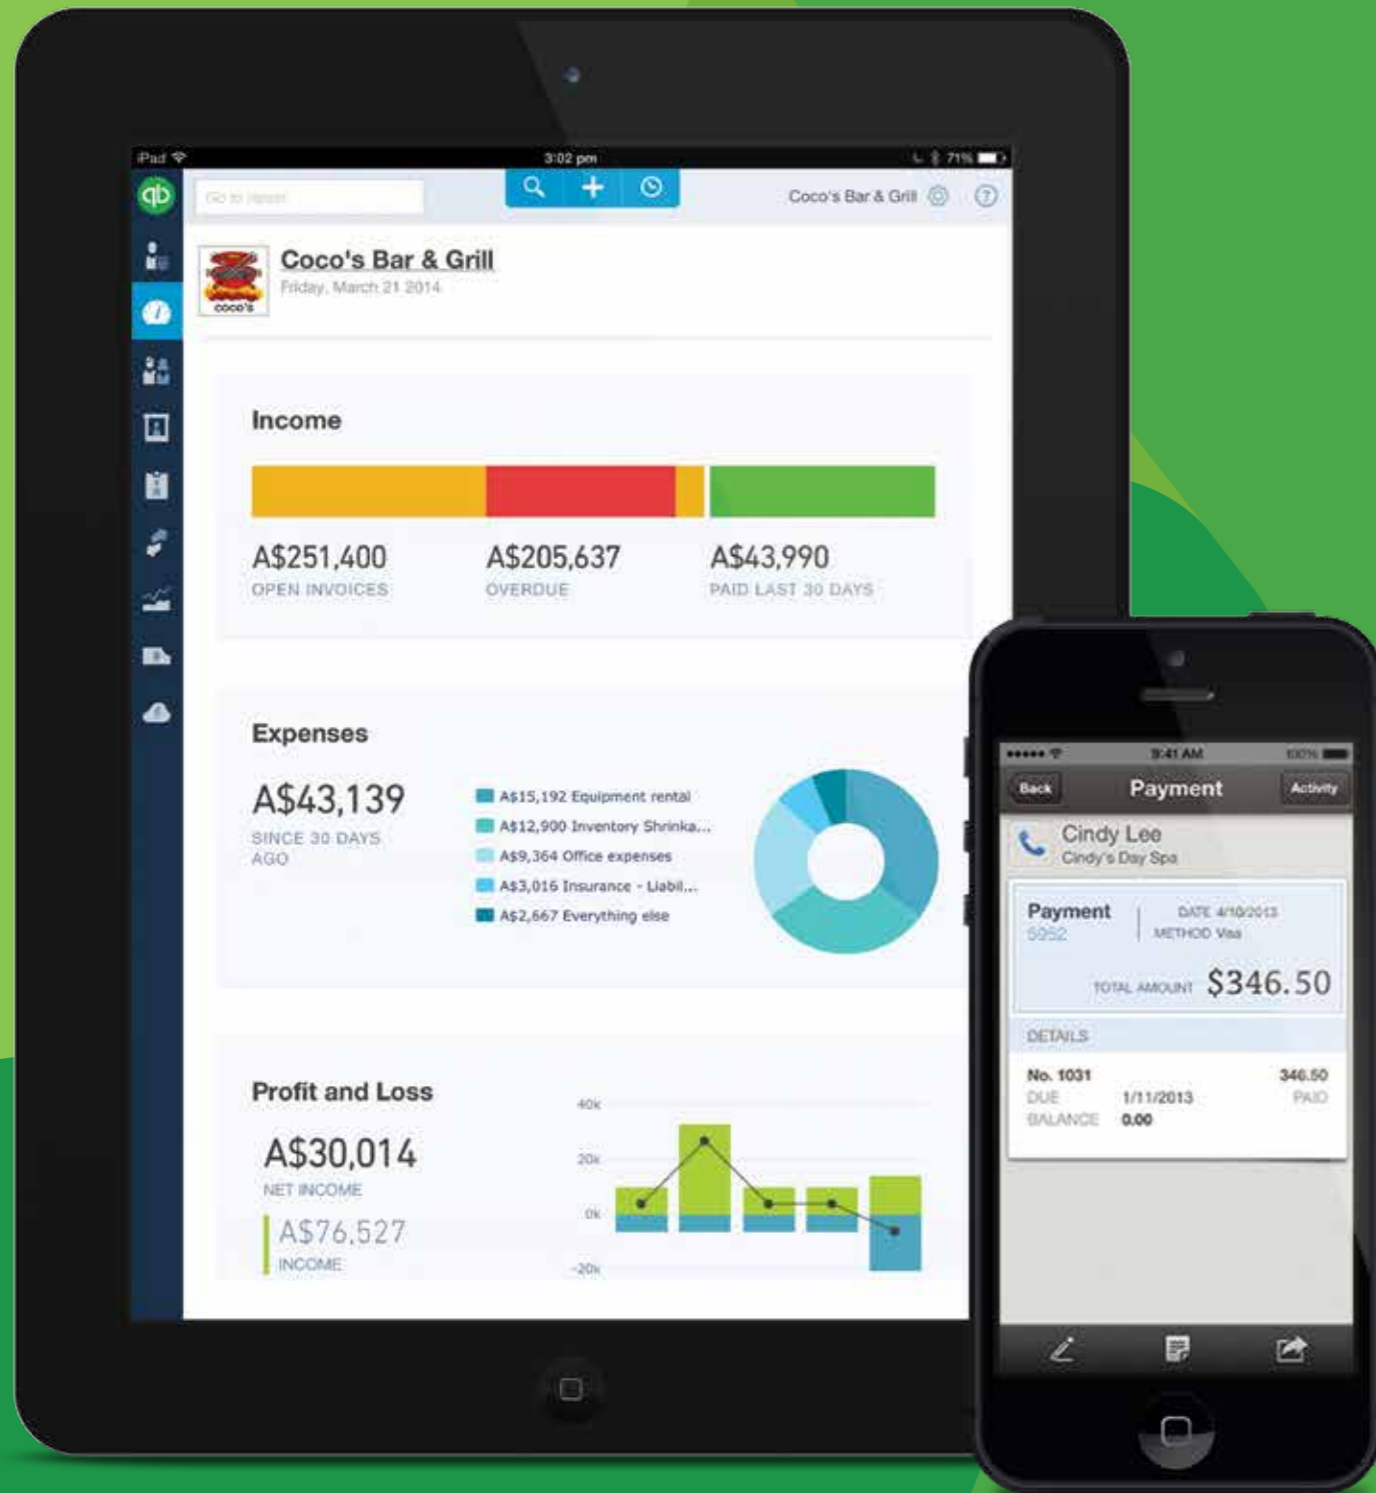 iPad
3:02 pm
71%
qb
Coco's Bar & Grill
?
Coco's Bar & Grill
Friday, March 21 2014
COCO'S
Income
A$251,400
OPEN INVOICES
A$205,637
OVERDUE
A$43,990
PAID LAST 30 DAYS
Expenses
A$43,139
SINCE 30 DAYS
AGO
A$15,192 Equipment rental
A$12,900 Inventory Shrinka...
A$9,364 Office expenses
A$3,016 Insurance - Liabil...
A$2,667 Everything else
Profit and Loss
A$30,014
NET INCOME
A$76,527
INCOME
40k
20k
0k
-20k
9:41 AM
100%
Back
Payment
Activity
Cindy Lee
Cindy's Day Spa
Payment
5952
DATE 4/10/2013
METHOD Visa
TOTAL AMOUNT $346.50
DETAILS
No. 1031
346.50
DUE
1/11/2013
PAID
BALANCE
0.00